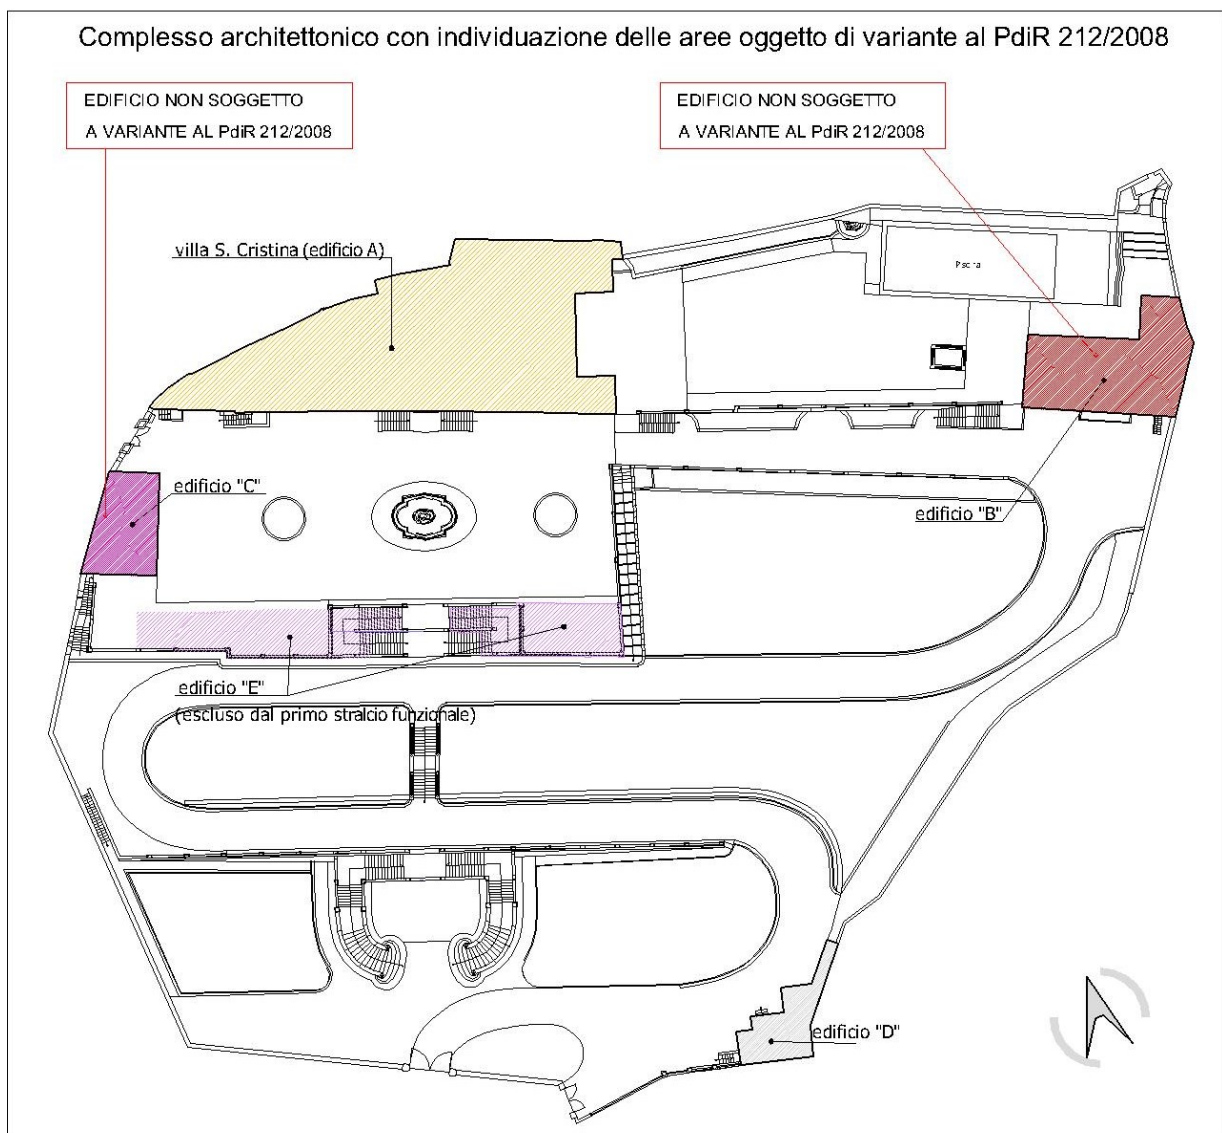 Complesso architettonico con individuazione delle aree oggetto di variante al PdiR 212/2008
EDIFICIO NON SOGGETTO
A VARIANTE AL PdiR 212/2008
EDIFICIO NON SOGGETTO
A VARIANTE AL PdiR 212/2008
villa S. Cristina (edificio A)
Piscina
edificio "C"
edificio "B"
edificio "E"
(escluso dal primo stralcio funzionale)
edificio "D"